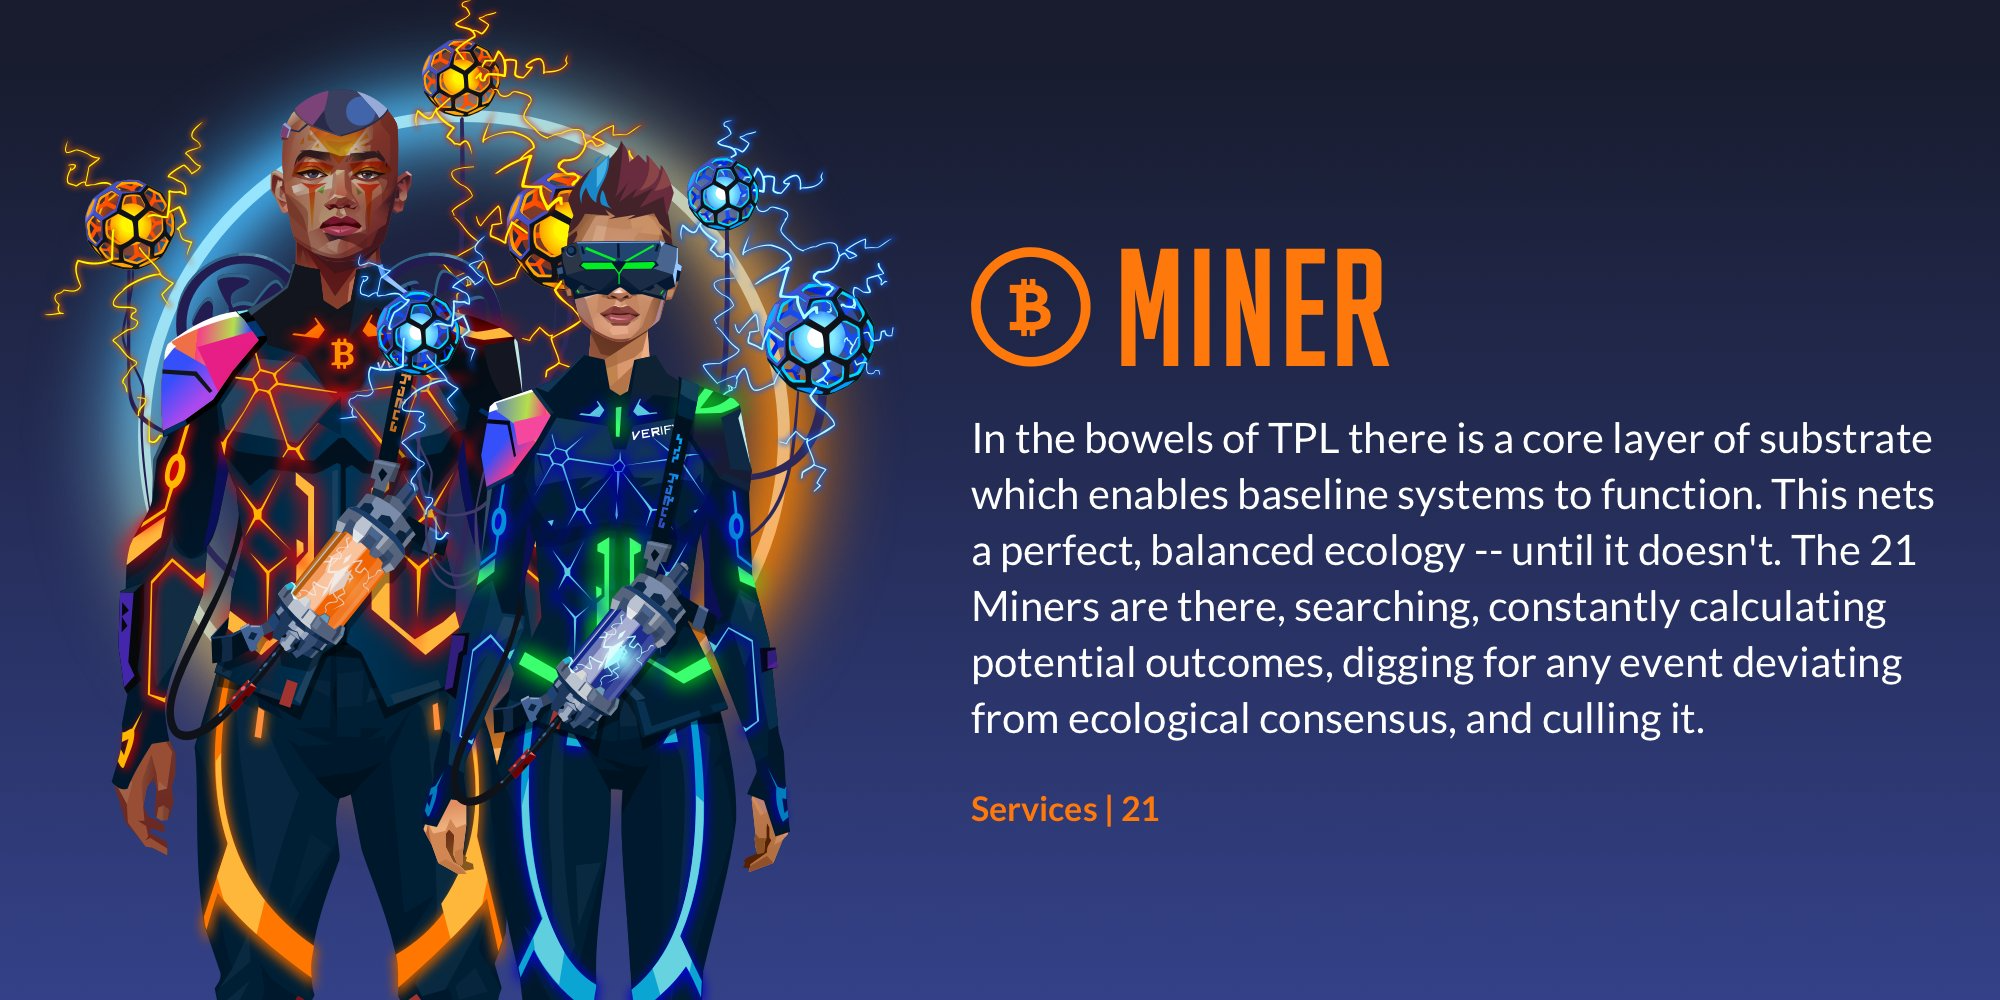 ₿ MINER
In the bowels of TPL there is a core layer of substrate
which enables baseline systems to function. This nets
a perfect, balanced ecology -- until it doesn't. The 21
Miners are there, searching, constantly calculating
potential outcomes, digging for any event deviating
from ecological consensus, and culling it.
Services | 21
₿
VERIFY